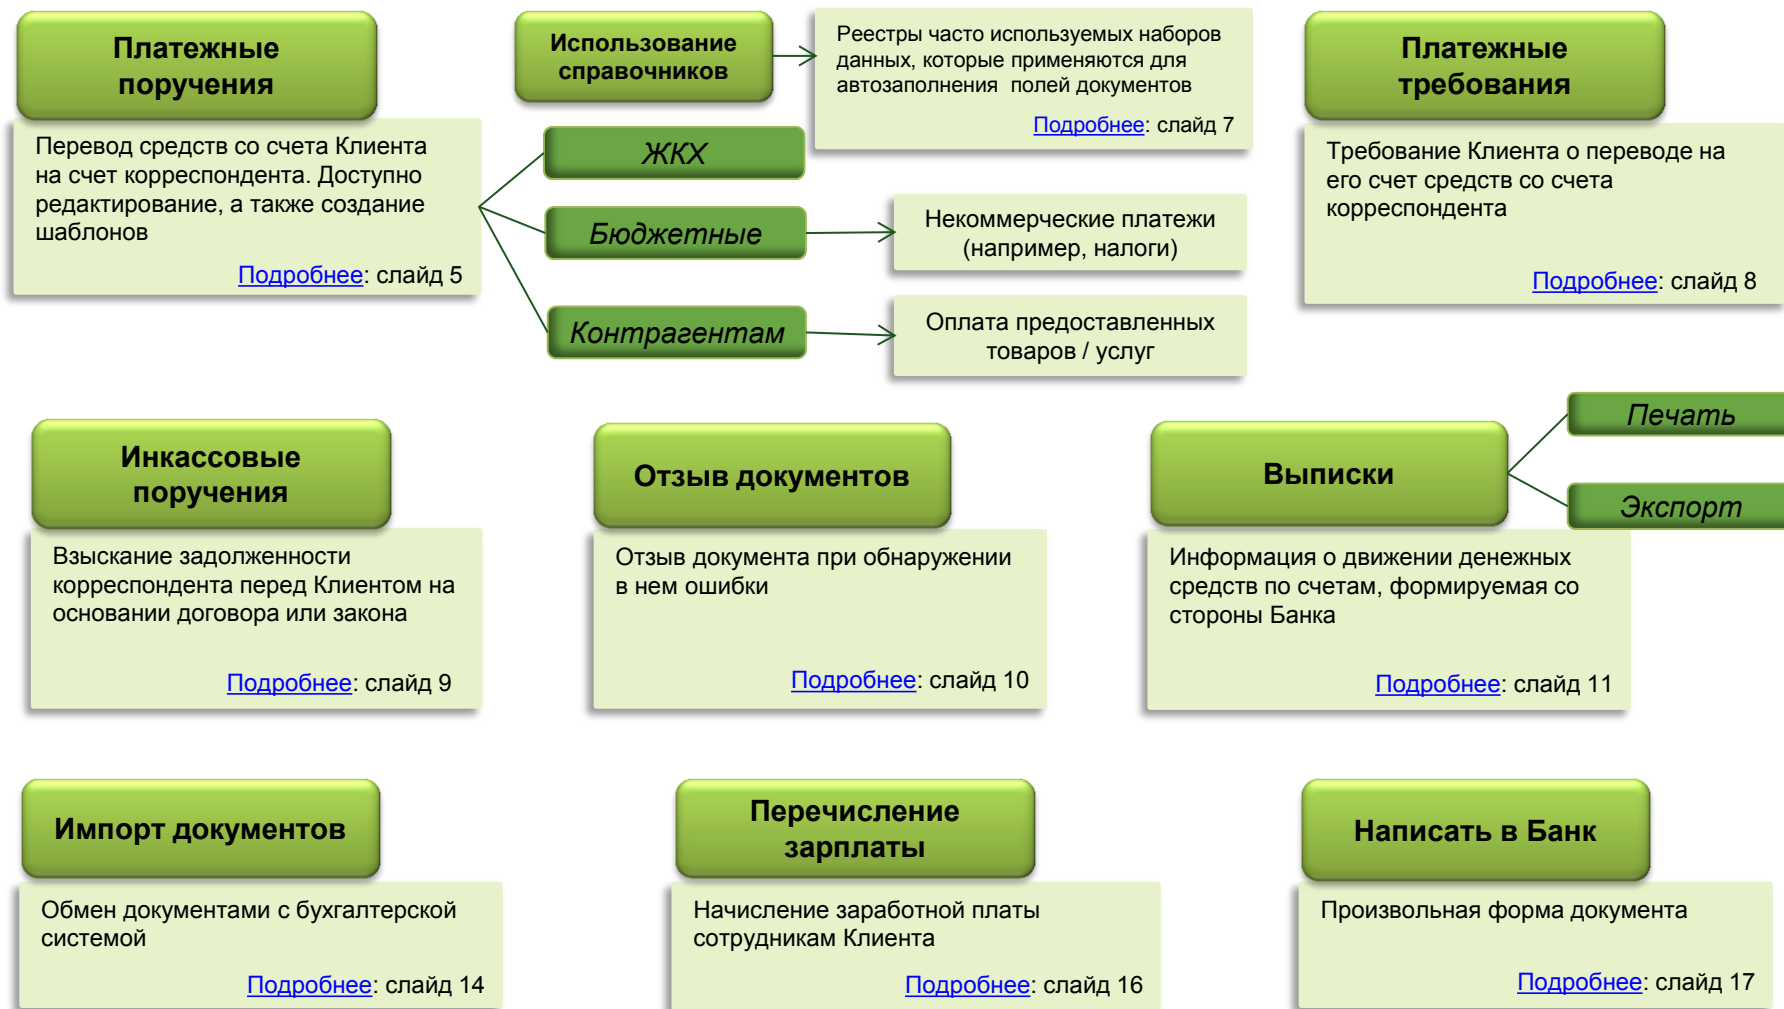 Платежные
поручения
Перевод средств со счета Клиента
на счет корреспондента. Доступно
редактирование, а также создание
шаблонов
Подробнее: слайд 5
Использование
справочников
Реестры часто используемых наборов
данных, которые применяются для
автозаполнения полей документов
Подробнее: слайд 7
ЖКХ
Бюджетные
Некоммерческие платежи
(например, налоги)
Контрагентам
Оплата предоставленных
товаров / услуг
Платежные
требования
Требование Клиента о переводе на
его счет средств со счета
корреспондента
Подробнее: слайд 8
Инкассовые
поручения
Взыскание задолженности
корреспондента перед Клиентом на
основании договора или закона
Подробнее: слайд 9
Отзыв документов
Отзыв документа при обнаружении
в нем ошибки
Подробнее: слайд 10
Выписки
Печать
Экспорт
Информация о движении денежных
средств по счетам, формируемая со
стороны Банка
Подробнее: слайд 11
Импорт документов
Обмен документами с бухгалтерской
системой
Подробнее: слайд 14
Перечисление
зарплаты
Начисление заработной платы
сотрудникам Клиента
Подробнее: слайд 16
Написать в Банк
Произвольная форма документа
Подробнее: слайд 17